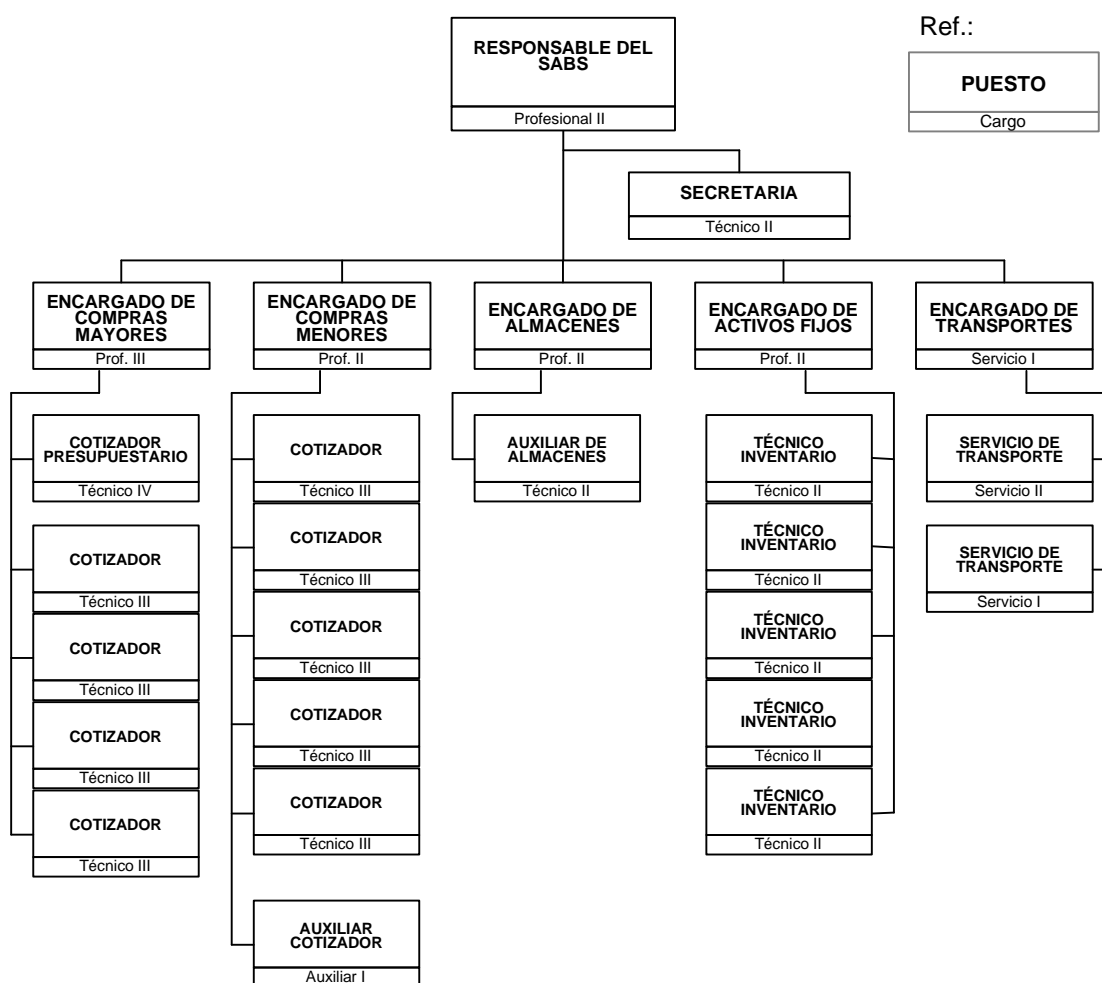 Ref.:
RESPONSABLE DEL
SABS
Profesional II
PUESTO
Cargo
SECRETARIA
Técnico II
ENCARGADO DE
COMPRAS
MAYORES
Prof. III
ENCARGADO DE
COMPRAS
MENORES
Prof. II
ENCARGADO DE
ALMACENES
Prof. II
ENCARGADO DE
ACTIVOS FIJOS
Prof. II
ENCARGADO DE
TRANSPORTES
Servicio I
COTIZADOR
PRESUPUESTARIO
Técnico IV
COTIZADOR
Técnico III
COTIZADOR
Técnico III
COTIZADOR
Técnico III
COTIZADOR
Técnico III
COTIZADOR
Técnico III
COTIZADOR
Técnico III
COTIZADOR
Técnico III
COTIZADOR
Técnico III
COTIZADOR
Técnico III
AUXILIAR
COTIZADOR
Auxiliar I
AUXILIAR DE
ALMACENES
Técnico II
TÉCNICO
INVENTARIO
Técnico II
TÉCNICO
INVENTARIO
Técnico II
TÉCNICO
INVENTARIO
Técnico II
TÉCNICO
INVENTARIO
Técnico II
TÉCNICO
INVENTARIO
Técnico II
SERVICIO DE
TRANSPORTE
Servicio II
SERVICIO DE
TRANSPORTE
Servicio I